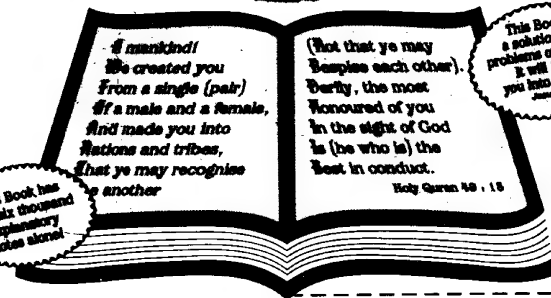 O mankind!
We created you
From a single (pair)
Of a male and a female,
And made you into
Nations and tribes,
That ye may recognise
another
(Not that ye may
Despise each other).
Verily, the most
Honoured of you
In the sight of God
Is (he who is) the
Best in conduct.
Holy Quran 49 : 13
This
a
problems
it will
you into
Book has
six thousand
explanatory
notes alone!